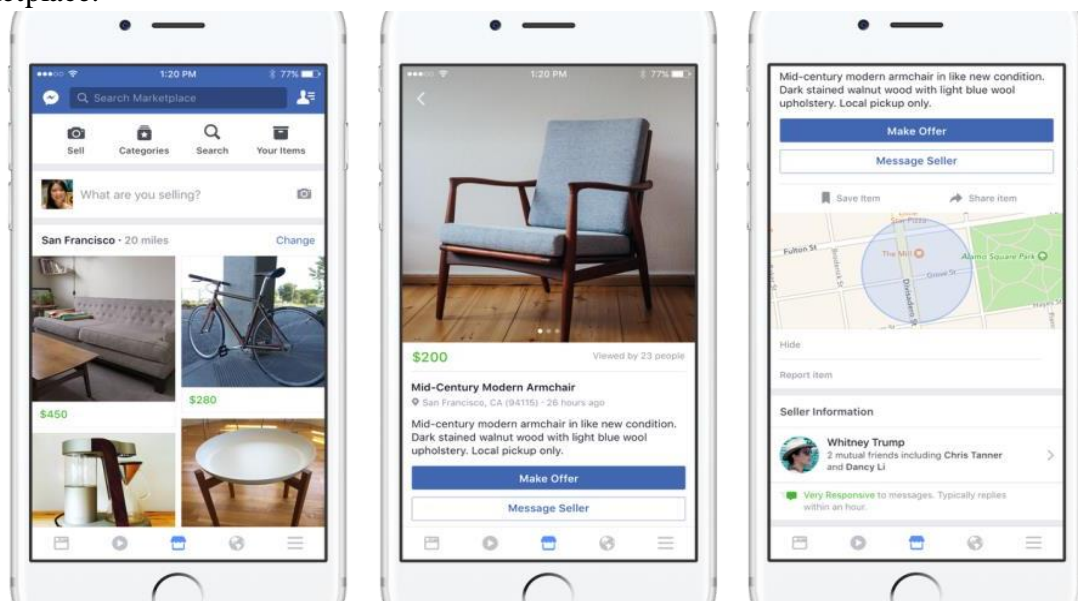 1:20 PM
77%
Search Marketplace
Sell Categories Search Your Items
What are you selling?
San Francisco · 20 miles Change
$450
$280
1:20 PM
77%
$200 Viewed by 23 people
Mid-Century Modern Armchair
San Francisco, CA (94115) · 26 hours ago
Mid-century modern armchair in like new condition.
Dark stained walnut wood with light blue wool
upholstery. Local pickup only.
Make Offer
Message Seller
Mid-century modern armchair in like new condition.
Dark stained walnut wood with light blue wool
upholstery. Local pickup only.
Make Offer
Message Seller
Save Item Share item
Fulton St
The Mill
Alamo Square Park
Grove St
Broderick St
Divisadero St
Hayes St
Hide
Report item
Seller Information
Whitney Trump
2 mutual friends including Chris Tanner
and Dancy Li
Very Responsive to messages. Typically replies
within an hour.